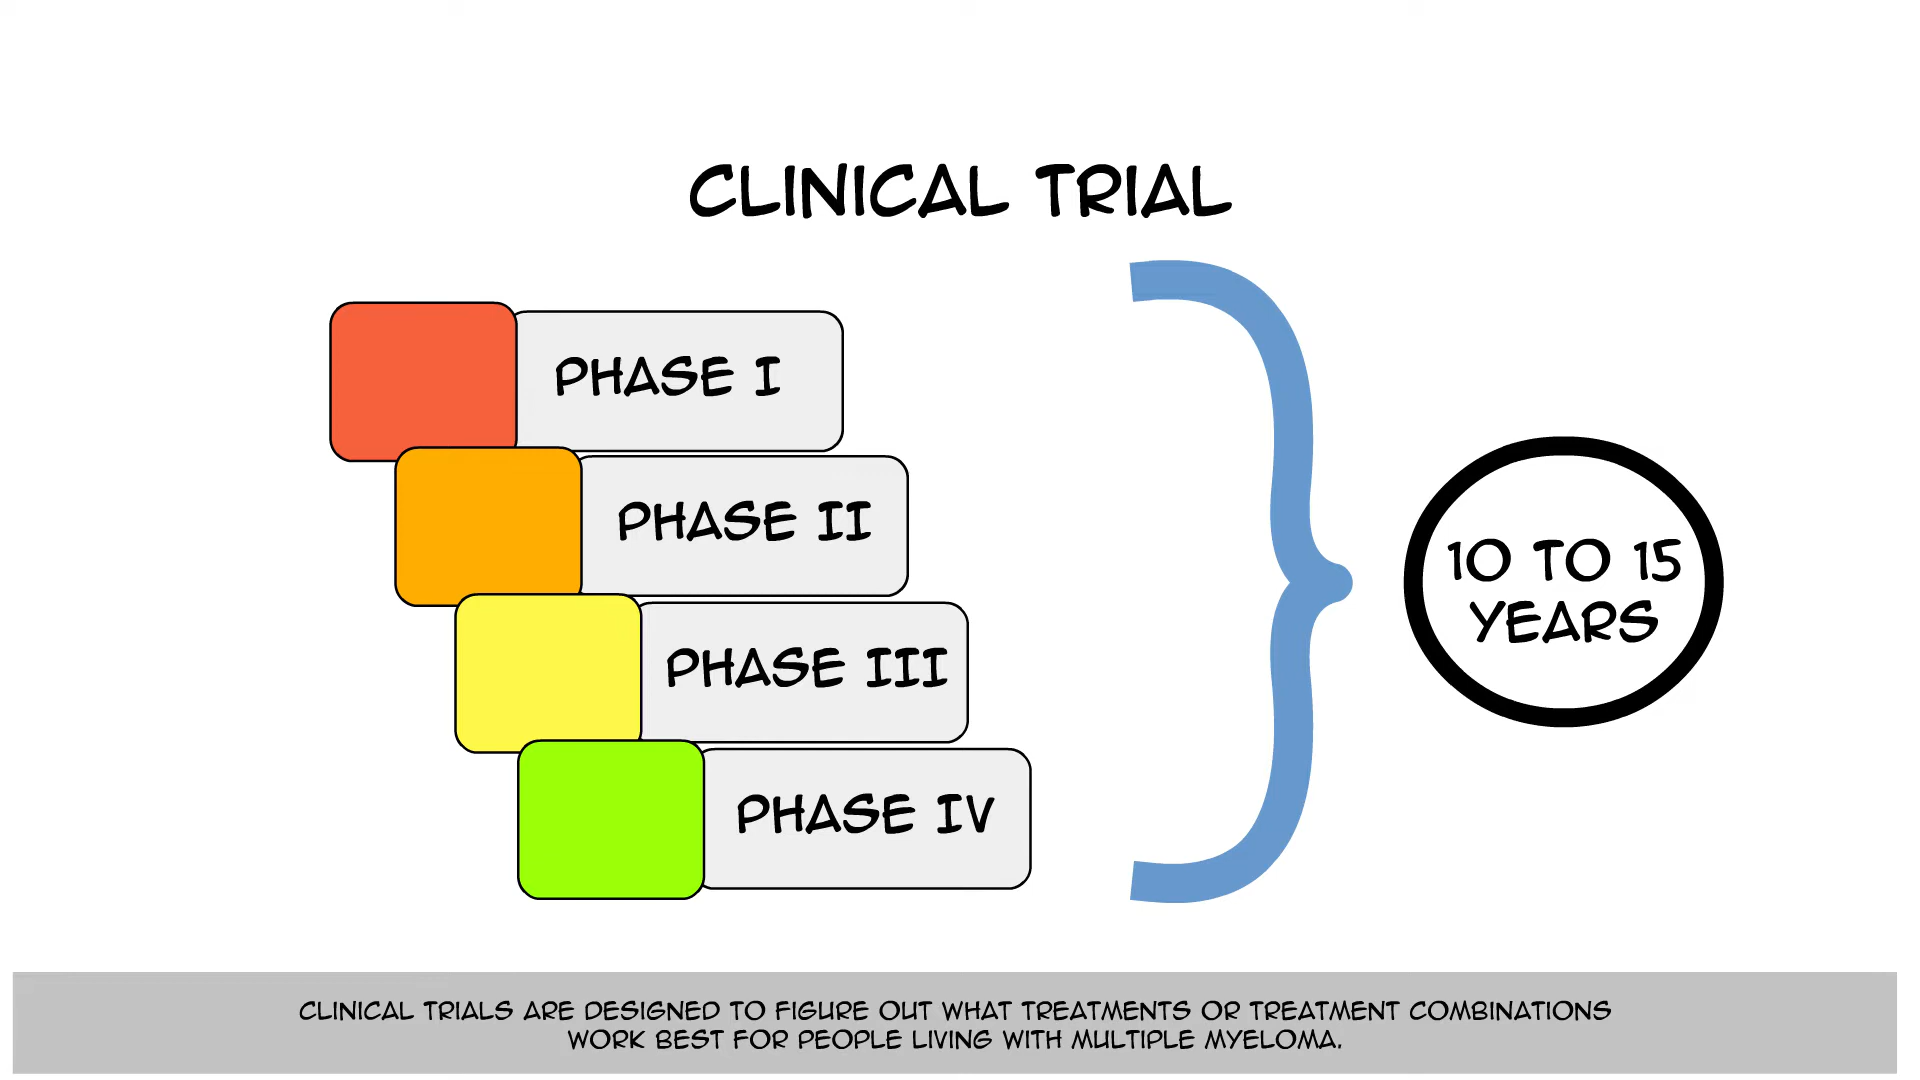 CLINICAL TRIAL
PHASE I
PHASE II
PHASE III
PHASE IV
10 TO 15
YEARS
CLINICAL TRIALS ARE DESIGNED TO FIGURE OUT WHAT TREATMENTS OR TREATMENT COMBINATIONS
WORK BEST FOR PEOPLE LIVING WITH MULTIPLE MYELOMA.